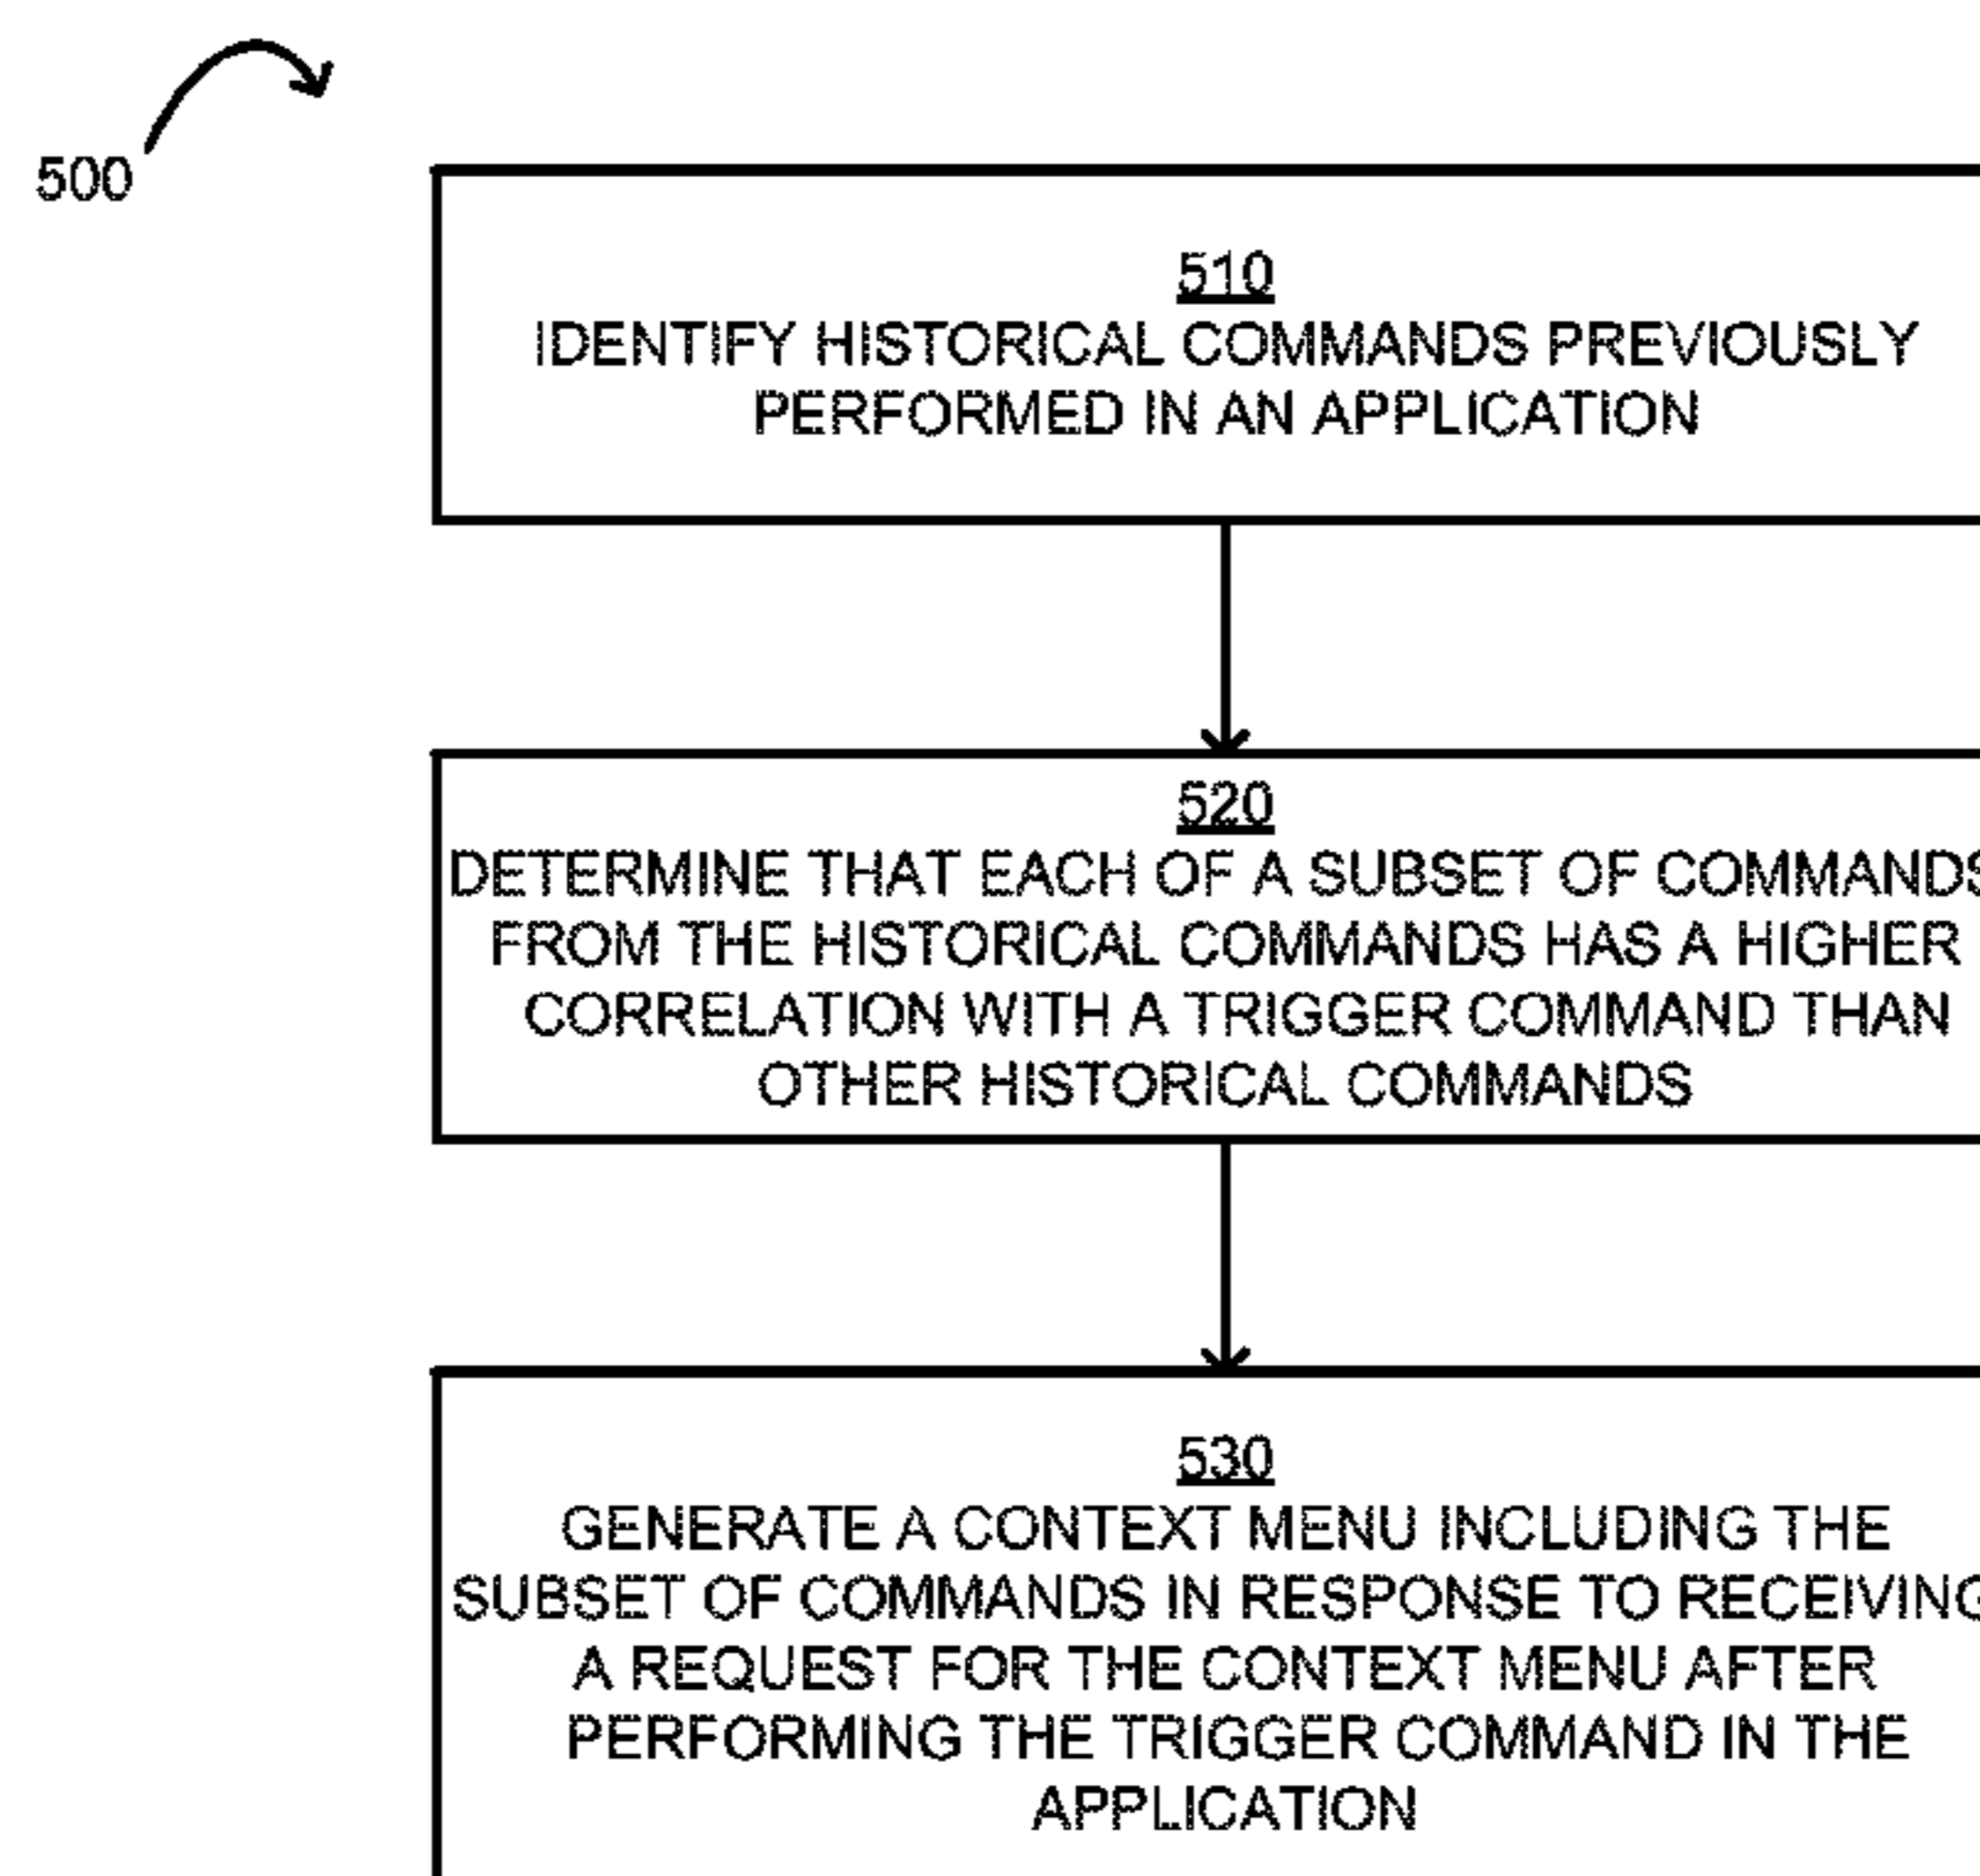 500
510
IDENTIFY HISTORICAL COMMANDS PREVIOUSLY
PERFORMED IN AN APPLICATION
520
DETERMINE THAT EACH OF A SUBSET OF COMMANDS
FROM THE HISTORICAL COMMANDS HAS A HIGHER
CORRELATION WITH A TRIGGER COMMAND THAN
OTHER HISTORICAL COMMANDS
530
GENERATE A CONTEXT MENU INCLUDING THE
SUBSET OF COMMANDS IN RESPONSE TO RECEIVING
A REQUEST FOR THE CONTEXT MENU AFTER
PERFORMING THE TRIGGER COMMAND IN THE
APPLICATION